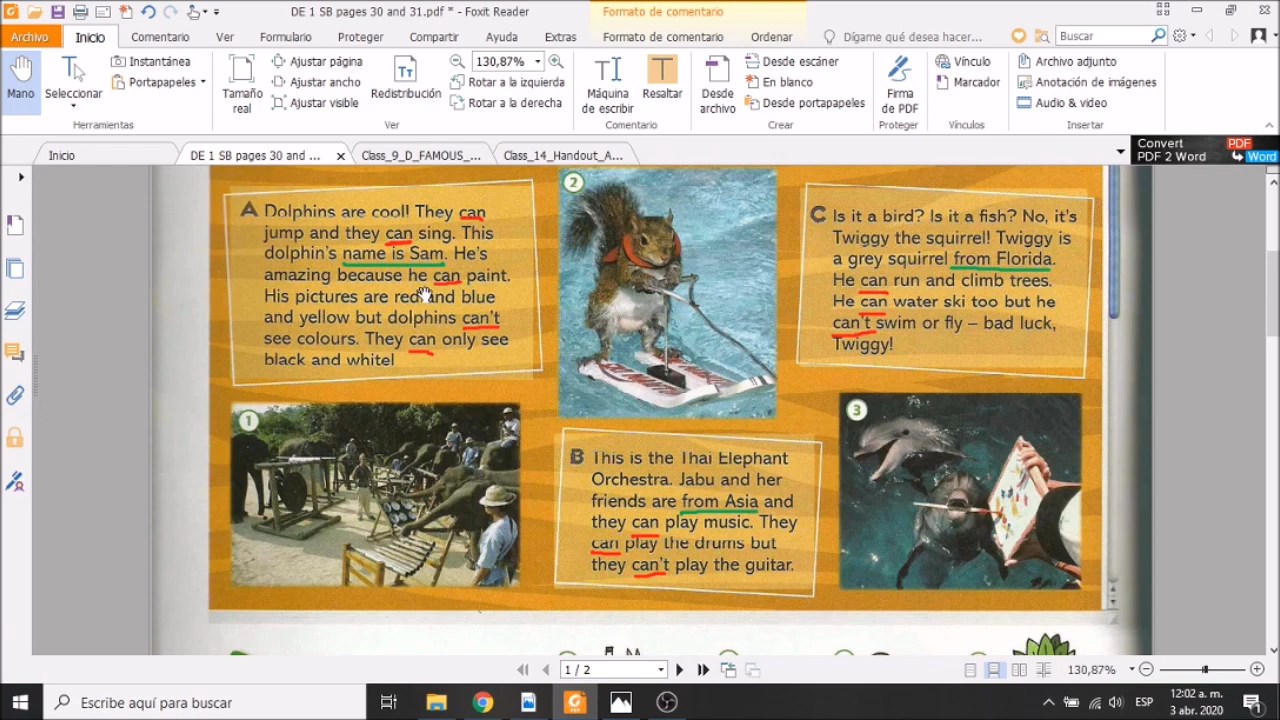 DE 1 SB pages 30 and 31.pdf * - Foxit Reader
Formato de comentario
Archivo
Inicio
Comentario
Ver
Formulario
Proteger
Compartir
Ayuda
Extras
Formato de comentario
Ordenar
Dígame qué desea hacer...
Buscar
Mano
Seleccionar
Instantánea
Portapapeles
Herramientas
Tamaño
real
Ajustar página
Ajustar ancho
Ajustar visible
Redistribución
130,87%
Rotar a la izquierda
Rotar a la derecha
Ver
Máquina
de escribir
Resaltar
Comentario
Desde
archivo
Desde escáner
En blanco
Desde portapapeles
Crear
Firma
de PDF
Proteger
Vínculo
Marcador
Vínculos
Archivo adjunto
Anotación de imágenes
Audio & video
Insertar
Inicio
DE 1 SB pages 30 and ...
Class_9_D_FAMOUS_...
Class_14_Handout_A...
Convert
PDF 2 Word
PDF
Word
A Dolphins are cool! They can
jump and they can sing. This
dolphin's name is Sam. He's
amazing because he can paint.
His pictures are red and blue
and yellow but dolphins can't
see colours. They can only see
black and white!
2
C Is it a bird? Is it a fish? No, it's
Twiggy the squirrel! Twiggy is
a grey squirrel from Florida.
He can run and climb trees.
He can water ski too but he
can't swim or fly – bad luck,
Twiggy!
1
B This is the Thai Elephant
Orchestra. Jabu and her
friends are from Asia and
they can play music. They
can play the drums but
they can't play the guitar.
3
1 / 2
130,87%
Escribe aquí para buscar
ESP
12:02 a. m.
3 abr. 2020
1